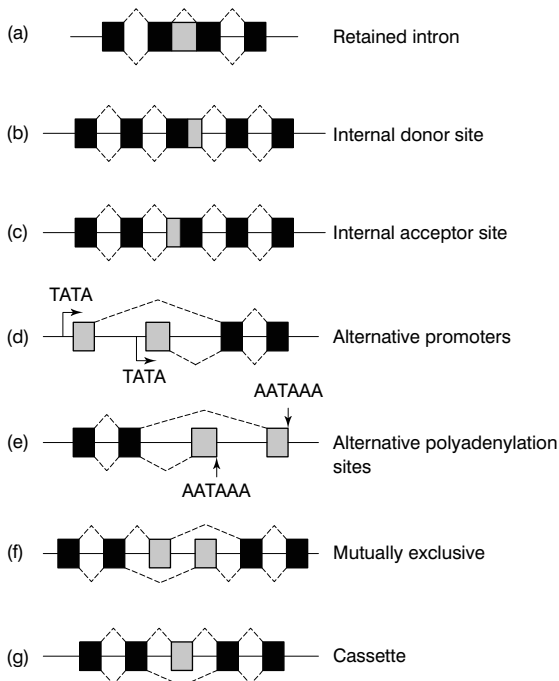 (a) Retained intron
(b) Internal donor site
(c) Internal acceptor site
TATA
(d) Alternative promoters
TATA
AATAAA
(e) Alternative polyadenylation
sites
AATAAA
(f) Mutually exclusive
(g) Cassette